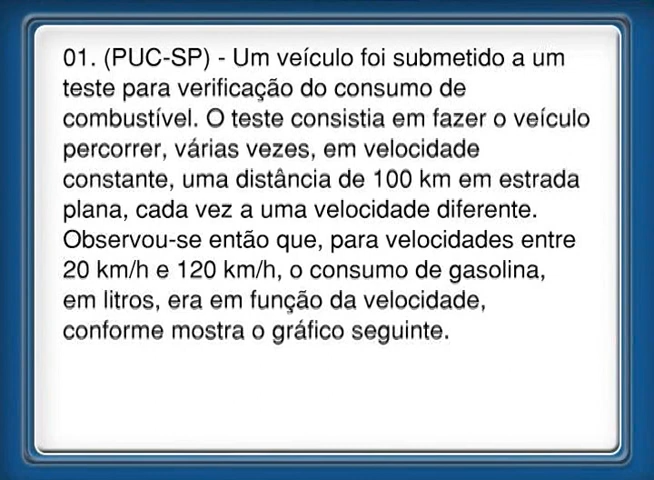 01. (PUC-SP) - Um veículo foi submetido a um
teste para verificação do consumo de
combustível. O teste consistia em fazer o veículo
percorrer, várias vezes, em velocidade
constante, uma distância de 100 km em estrada
plana, cada vez a uma velocidade diferente.
Observou-se então que, para velocidades entre
20 km/h e 120 km/h, o consumo de gasolina,
em litros, era em função da velocidade,
conforme mostra o gráfico seguinte.